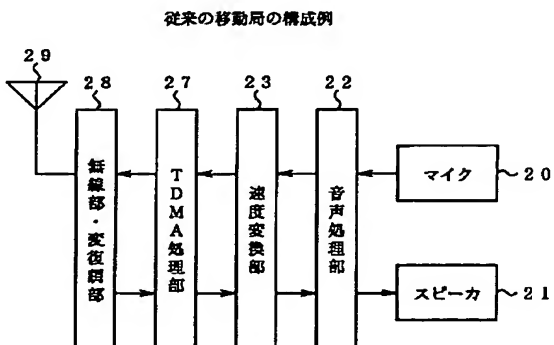 従来の移動局の構成例
29
28
27
23
22
無線部・変復調部
TDMA処理部
速度変換部
音声処理部
マイク
20
スピーカ
21